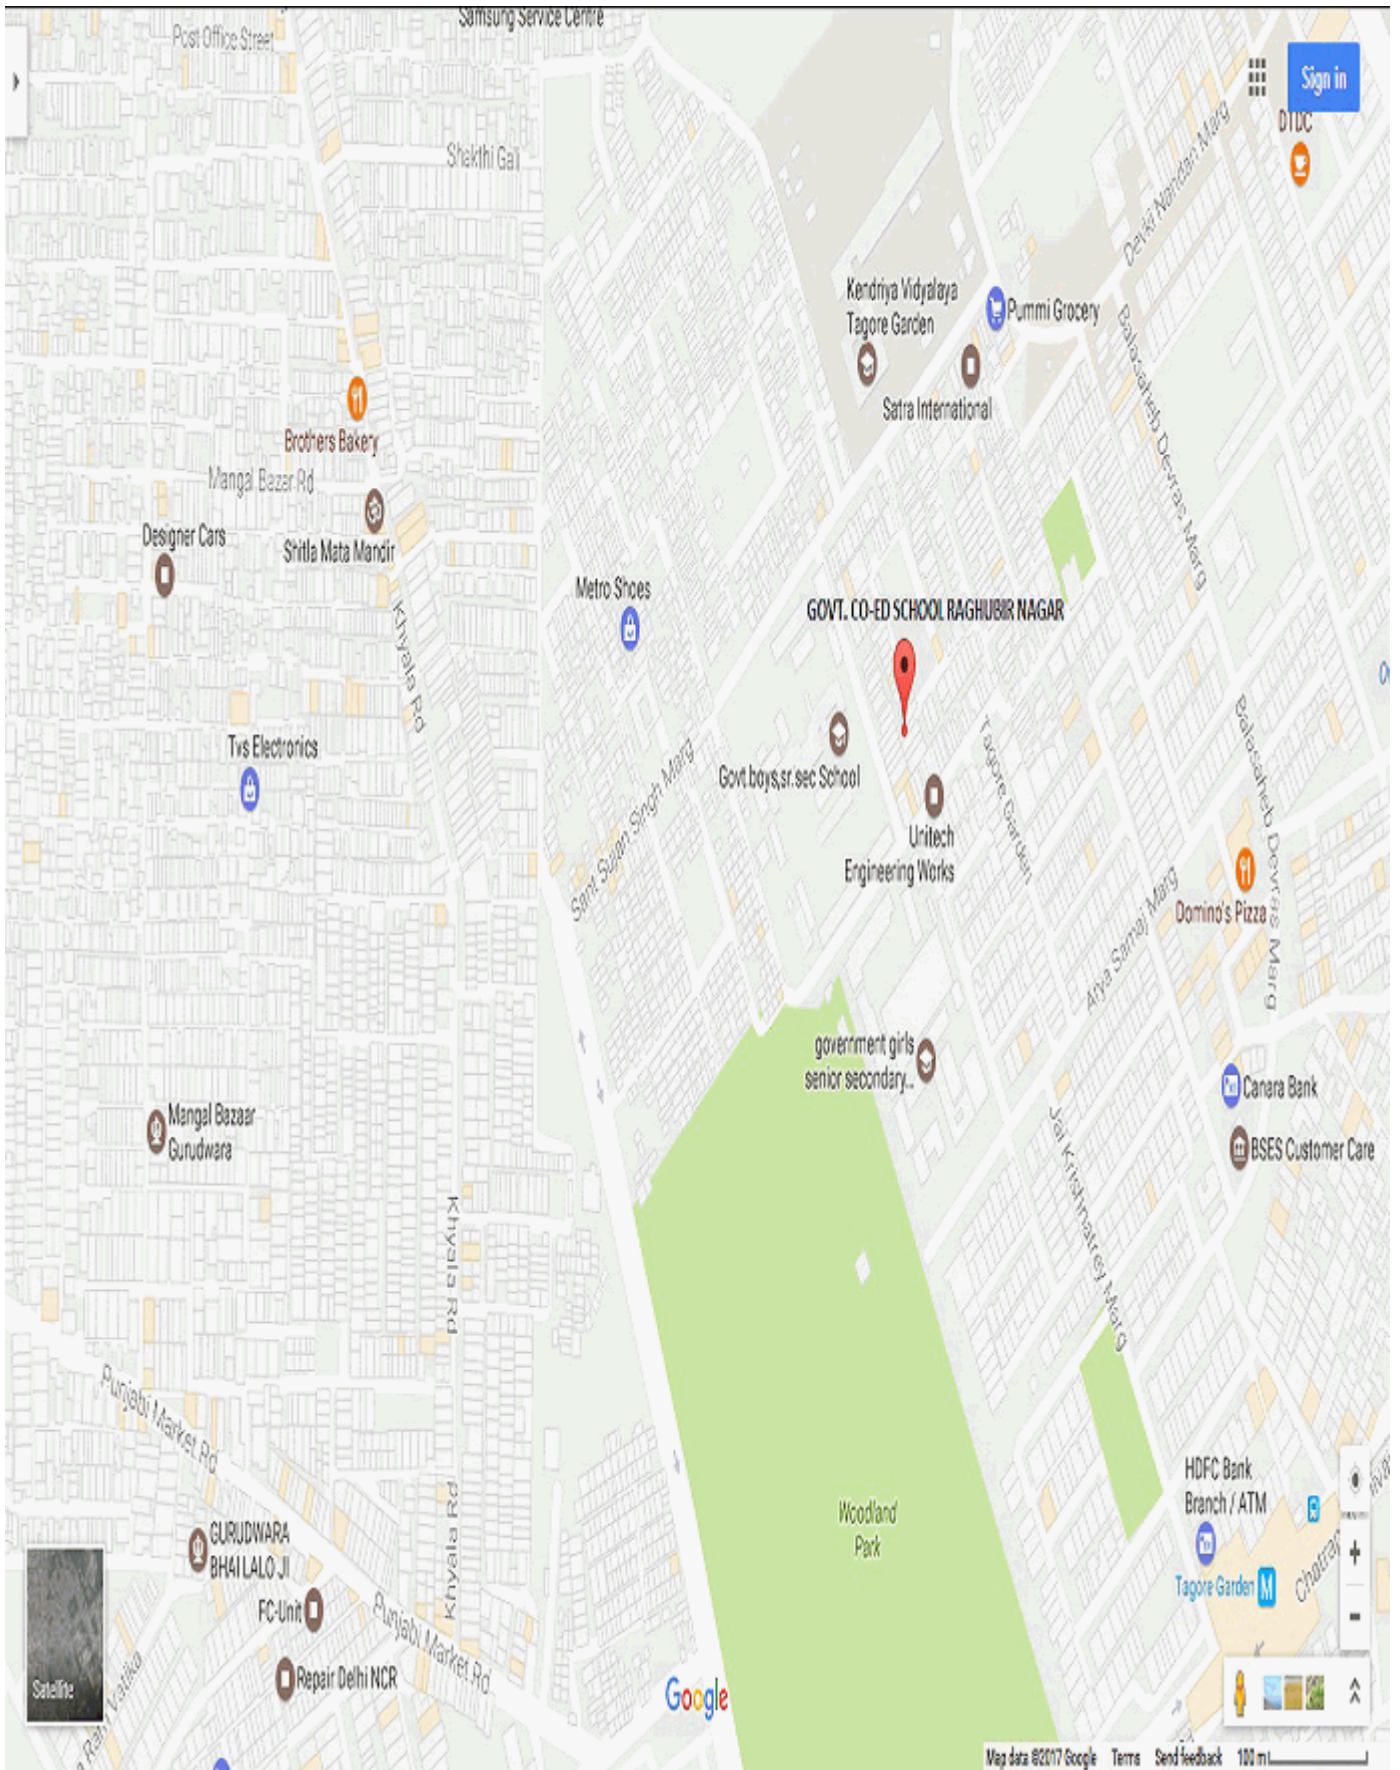 Samsung Service Centre
Post Office Street
Sign in
DTDC
Shakthi Gali
Devki Nandan Marg
Kendriya Vidyalaya
Tagore Garden
Pummi Grocery
Satra International
Balasaheb Devras Marg
Brothers Bakery
Mangal Bazar Rd
Designer Cars
Shitla Mata Mandir
Metro Shoes
GOVT. CO-ED SCHOOL RAGHUBIR NAGAR
Khyala Rd
Tvs Electronics
Govt.boys,sr.sec School
Tagore Garden
Sant Sujan Singh Marg
Unitech
Engineering Works
Balasaheb Devras Marg
Domino's Pizza
Arya Samaj Marg
government girls
senior secondary...
Canara Bank
BSES Customer Care
Mangal Bazaar
Gurudwara
Jai Krishnatrey Marg
Khyala Rd
Punjabi Market Rd
HDFC Bank
Branch / ATM
Woodland
Park
Khyala Rd
GURUDWARA
BHAI LALO JI
Tagore Garden M
FC-Unit
Punjabi Market Rd
Repair Delhi NCR
Satellite
Vatika
Google
Map data ©2017 Google Terms Send feedback 100 m